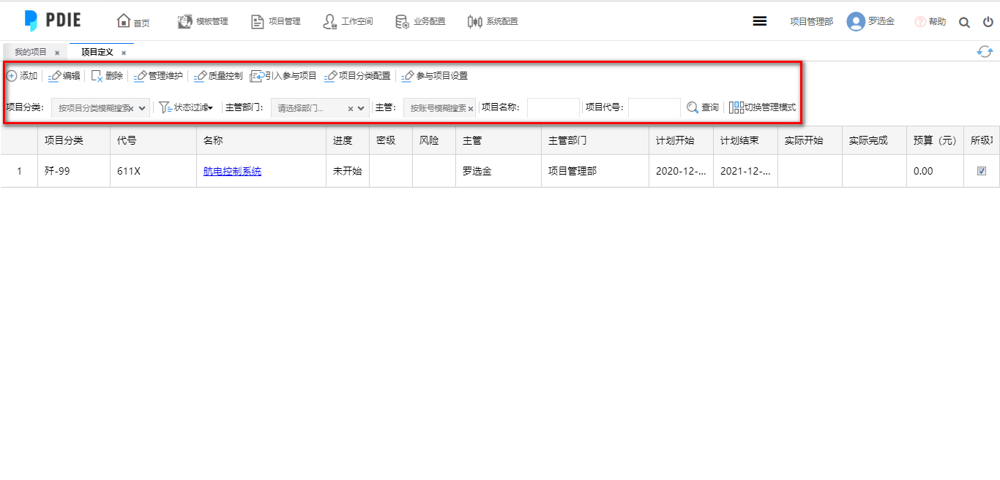 PDIE 首页 模板管理 项目管理 工作空间 业务配置 系统配置 项目管理部 罗选金 帮助
我的项目 × 项目定义 ×
添加 编辑 删除 管理维护 质量控制 引入参与项目 项目分类配置 参与项目设置
项目分类: 按项目分类模糊搜索 × 状态过滤 主管部门: 请选择部门... × 主管: 按账号模糊搜索 × 项目名称: 项目代号: 查询 切换管理模式
项目分类 代号 名称 进度 密级 风险 主管 主管部门 计划开始 计划结束 实际开始 实际完成 预算（元） 所级
1 歼-99 611X 航电控制系统 未开始 罗选金 项目管理部 2020-12-... 2021-12-... 0.00